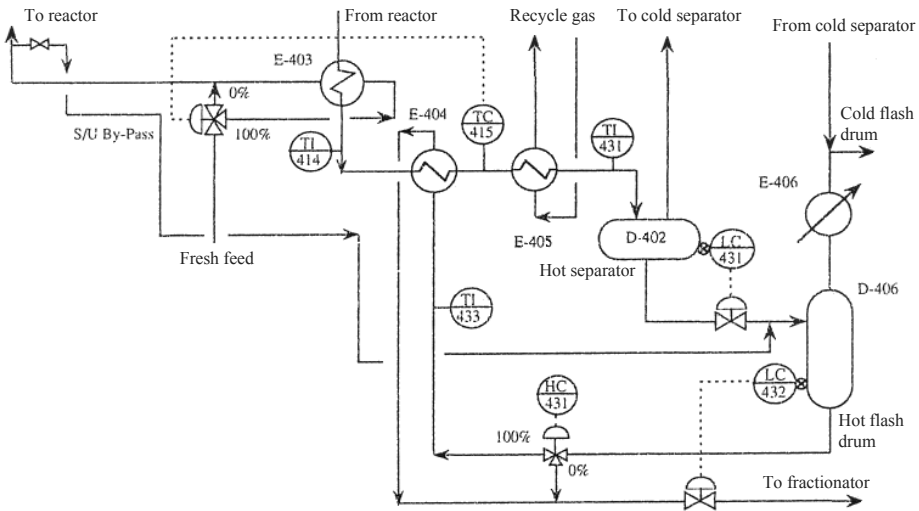 To reactor
From reactor
Recycle gas
To cold separator
From cold separator
E-403
0%
100%
S/U By-Pass
E-404
TI
414
TC
415
TI
431
Cold flash
drum
E-406
Fresh feed
E-405
D-402
Hot separator
LC
431
D-406
TI
433
LC
432
HC
431
Hot flash
drum
100%
0%
To fractionator